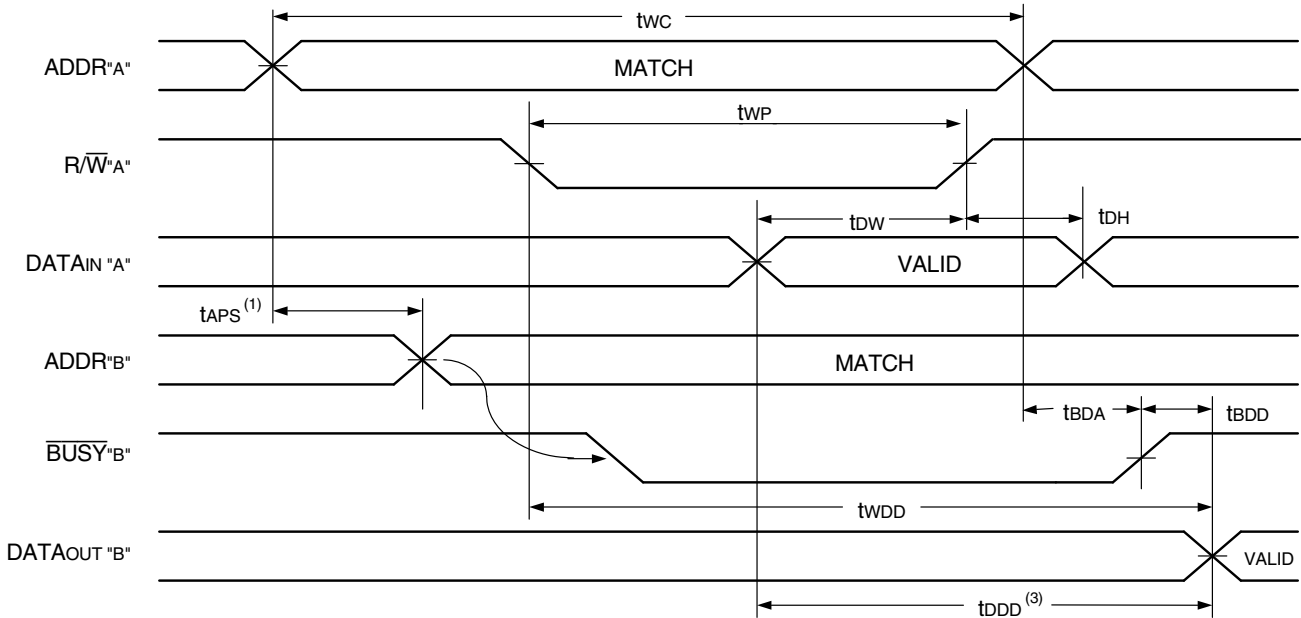 tWC
ADDR"A"
MATCH
tWP
R/W̅"A"
tDW
tDH
DATAIN "A"
VALID
tAPS (1)
ADDR"B"
MATCH
tBDA
tBDD
B̅U̅S̅Y̅"B"
tWDD
DATAOUT "B"
VALID
tDDD (3)